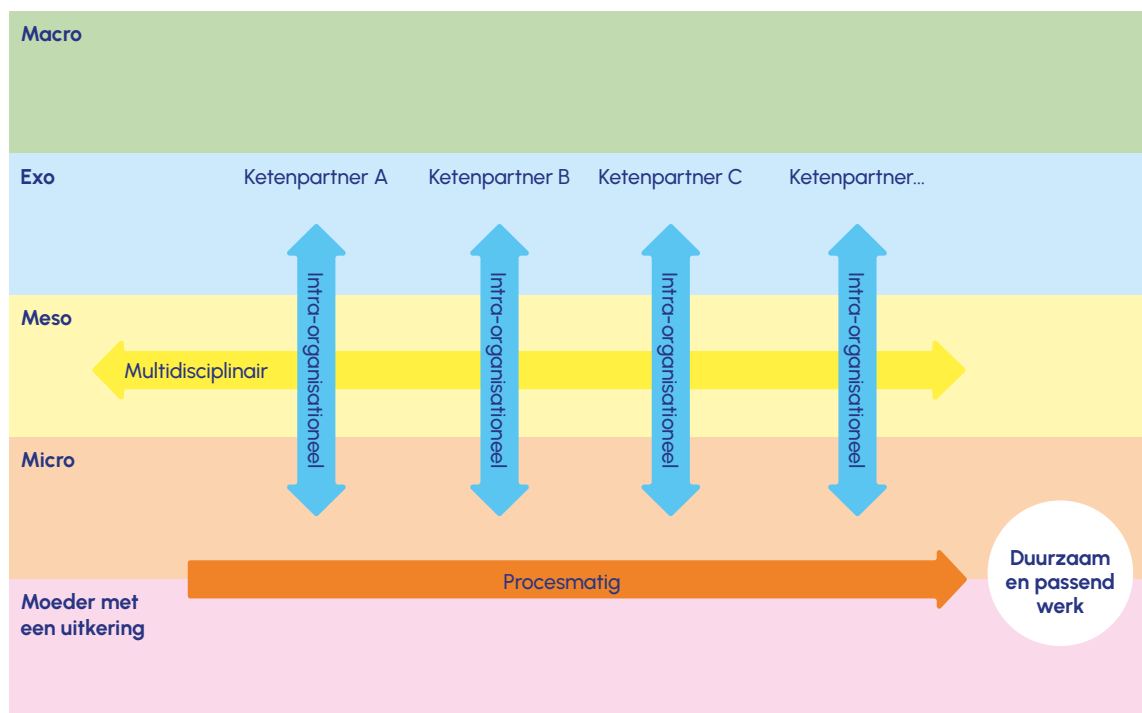 Macro
Exo
Ketenpartner A
Ketenpartner B
Ketenpartner C
Ketenpartner...
Intra-organisationeel
Intra-organisationeel
Intra-organisationeel
Intra-organisationeel
Meso
Multidisciplinair
Micro
Procesmatig
Duurzaam
en passend
werk
Moeder met
een uitkering